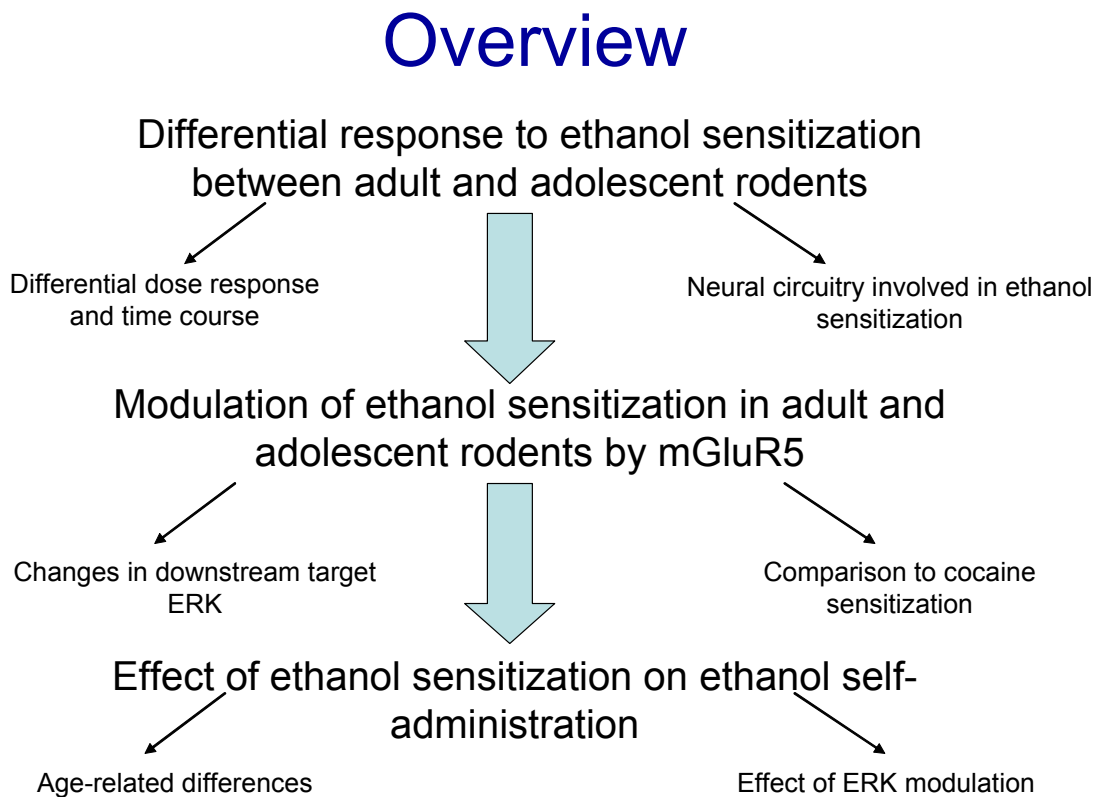 Overview
Differential response to ethanol sensitization
between adult and adolescent rodents
Differential dose response
and time course
Neural circuitry involved in ethanol
sensitization
Modulation of ethanol sensitization in adult and
adolescent rodents by mGluR5
Changes in downstream target
ERK
Comparison to cocaine
sensitization
Effect of ethanol sensitization on ethanol self-
administration
Age-related differences
Effect of ERK modulation